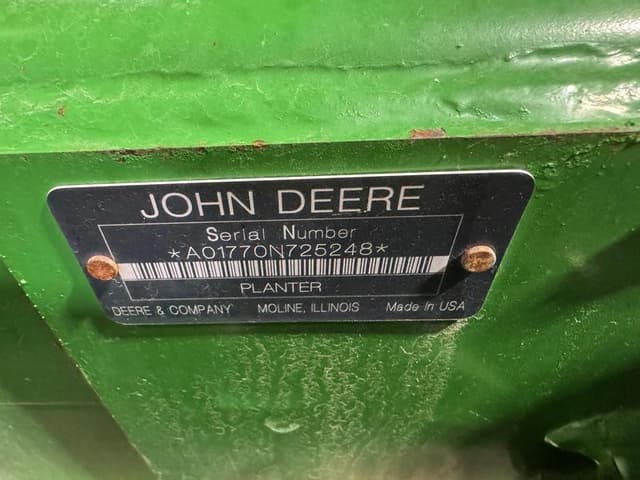 JOHN DEERE
Serial Number
*A01770N725248*
PLANTER
DEERE & COMPANY MOLINE, ILLINOIS Made in USA